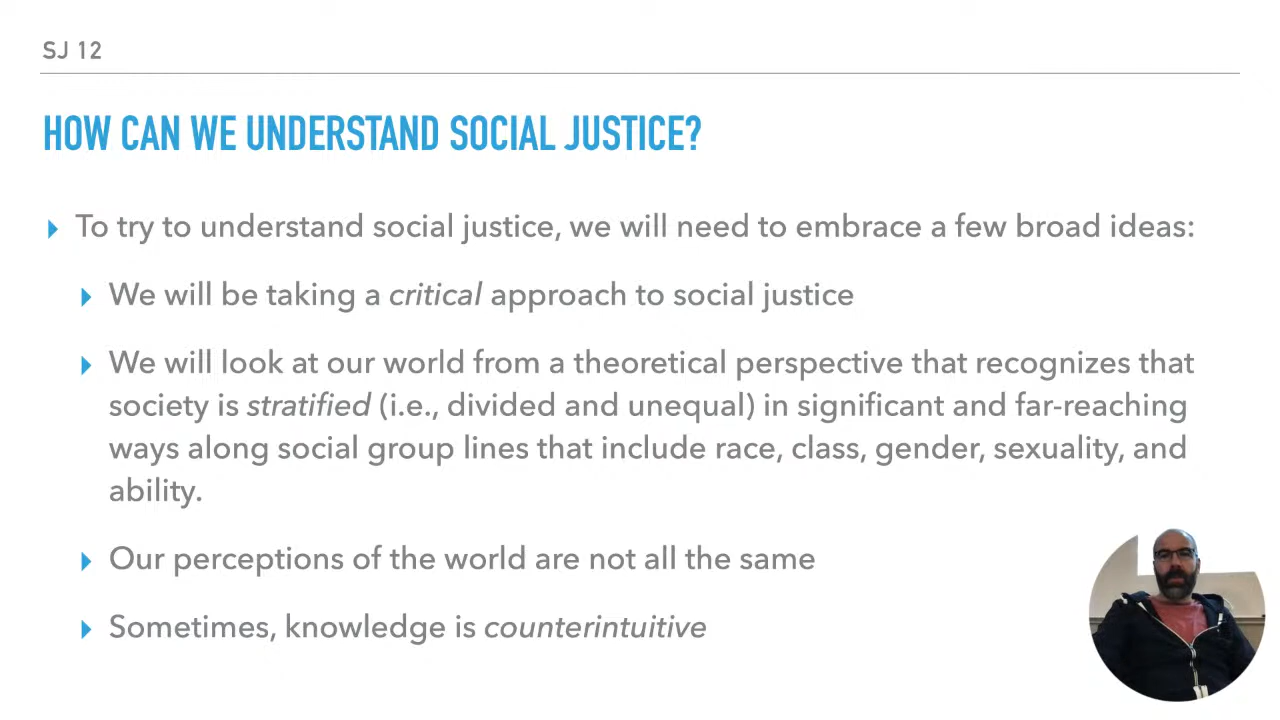 SJ 12
HOW CAN WE UNDERSTAND SOCIAL JUSTICE?
To try to understand social justice, we will need to embrace a few broad ideas:
We will be taking a critical approach to social justice
We will look at our world from a theoretical perspective that recognizes that
society is stratified (i.e., divided and unequal) in significant and far-reaching
ways along social group lines that include race, class, gender, sexuality, and
ability.
Our perceptions of the world are not all the same
Sometimes, knowledge is counterintuitive